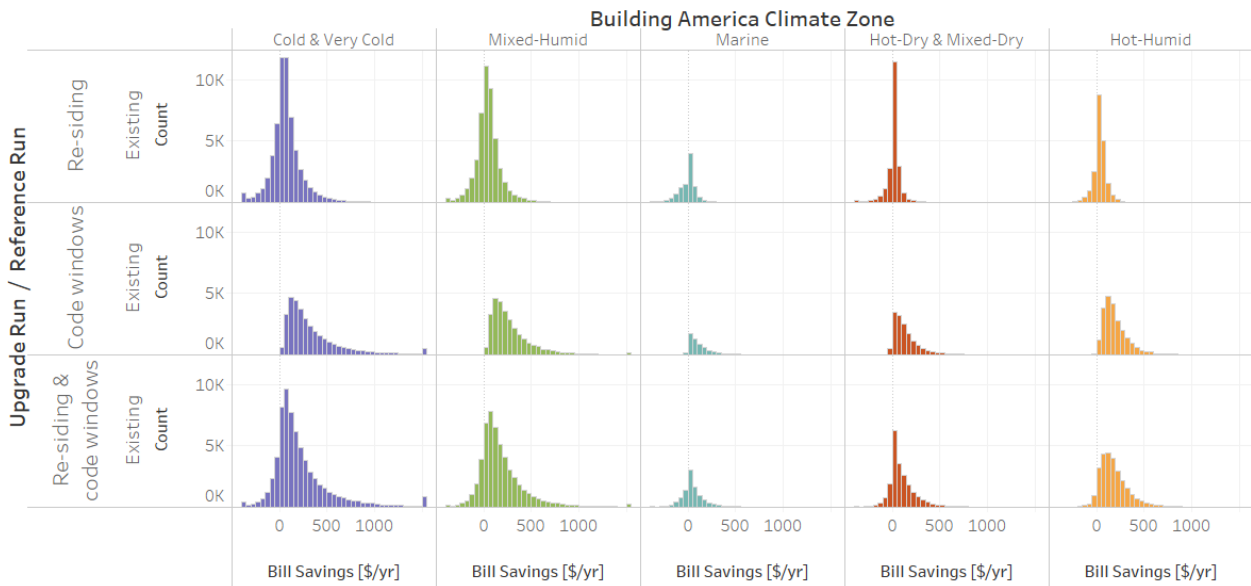 Building America Climate Zone
Cold & Very Cold Mixed-Humid Marine Hot-Dry & Mixed-Dry Hot-Humid
Upgrade Run / Reference Run
Re-siding
Existing
Count
10K
5K
0K
Code windows
Existing
Count
10K
5K
0K
Re-siding &
code windows
Existing
Count
10K
5K
0K
0 500 1000 0 500 1000 0 500 1000 0 500 1000 0 500 1000
Bill Savings [$/yr] Bill Savings [$/yr] Bill Savings [$/yr] Bill Savings [$/yr] Bill Savings [$/yr]